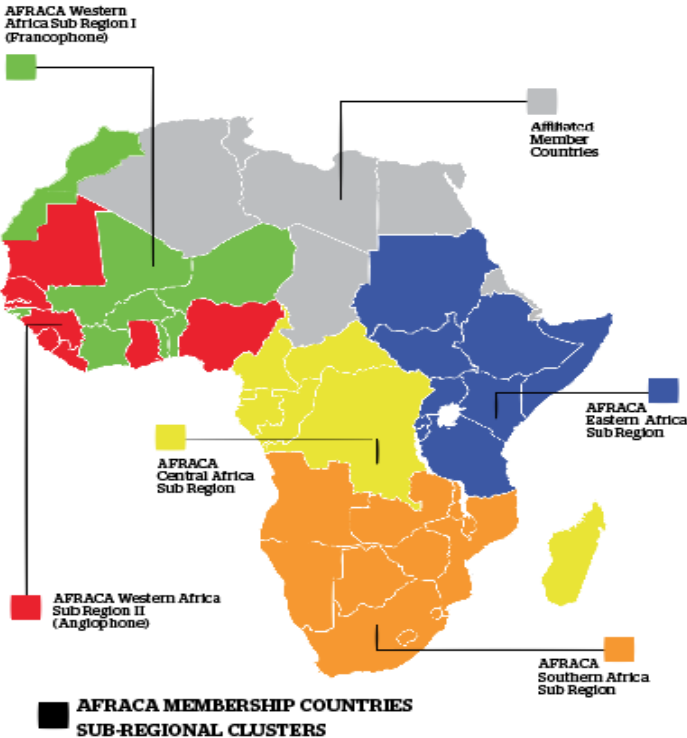 AFRACA Western
Africa Sub Region I
(Francophone)
Affiliated
Member
Countries
AFRACA
Eastern Africa
Sub Region
AFRACA
Central Africa
Sub Region
AFRACA Western Africa
Sub Region II
(Anglophone)
AFRACA
Southern Africa
Sub Region
AFRACA MEMBERSHIP COUNTRIES
SUB-REGIONAL CLUSTERS